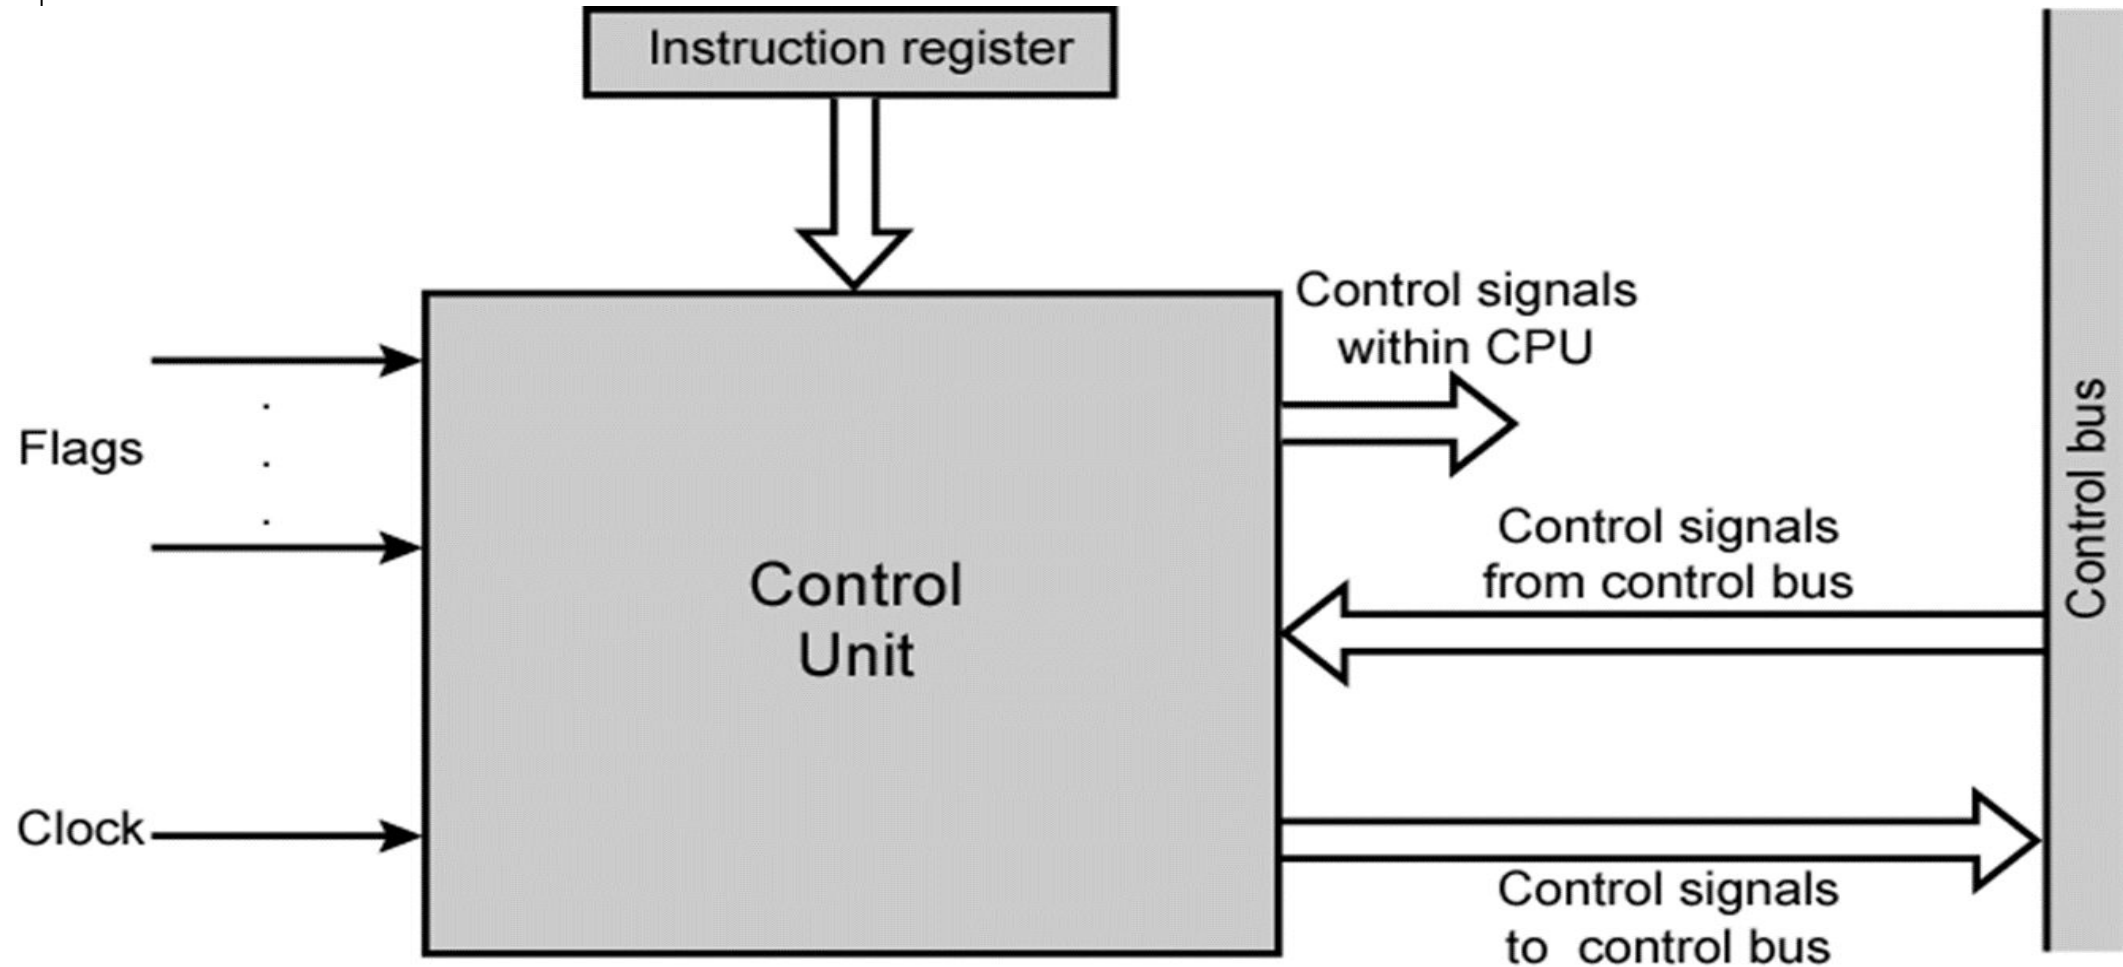 Instruction register
Control signals
within CPU
Flags
Control signals
from control bus
Control bus
Control
Unit
Clock
Control signals
to control bus